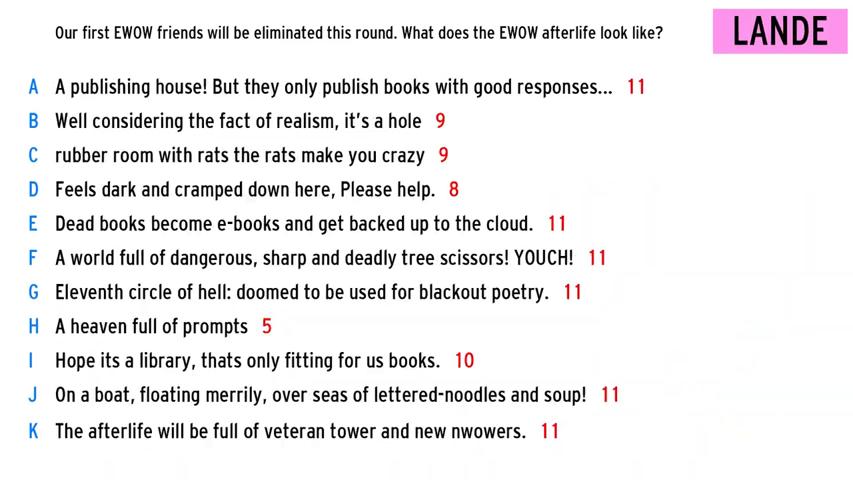 Our first EWOW friends will be eliminated this round. What does the EWOW afterlife look like?
LANDE
A A publishing house! But they only publish books with good responses... 11
B Well considering the fact of realism, it's a hole 9
C rubber room with rats the rats make you crazy 9
D Feels dark and cramped down here, Please help. 8
E Dead books become e-books and get backed up to the cloud. 11
F A world full of dangerous, sharp and deadly tree scissors! YOUCH! 11
G Eleventh circle of hell: doomed to be used for blackout poetry. 11
H A heaven full of prompts 5
I Hope its a library, thats only fitting for us books. 10
J On a boat, floating merrily, over seas of lettered-noodles and soup! 11
K The afterlife will be full of veteran tower and new nwowers. 11